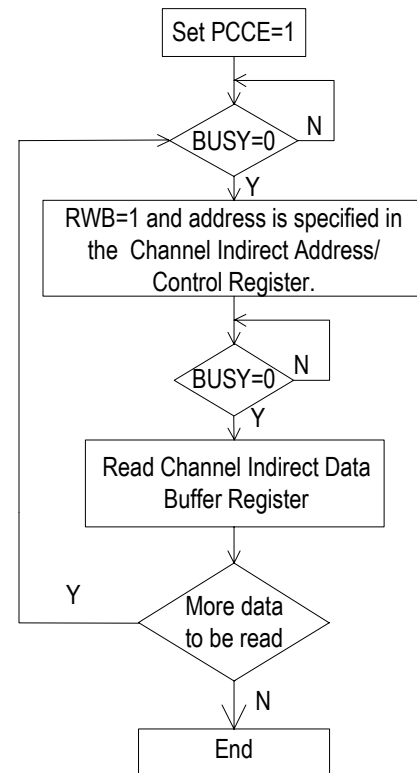 Set PCCE=1
BUSY=0
N
Y
RWB=1 and address is specified in
the Channel Indirect Address/
Control Register.
BUSY=0
N
Y
Read Channel Indirect Data
Buffer Register
Y
More data
to be read
N
End